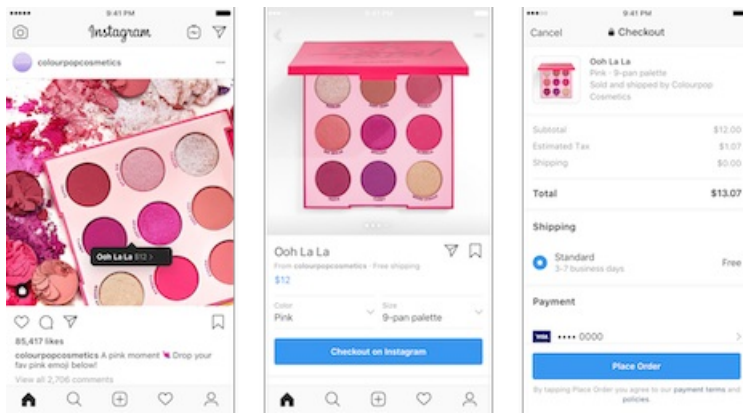 9:41 PM
Instagram
colourpopcosmetics
Ooh La La $12 >
85,417 likes
colourpopcosmetics A pink moment Drop your
fav pink emoji below!
View all 2,706 comments
9:41 PM
Ooh La La
From colourpopcosmetics · Free shipping
$12
Color
Pink
Size
9-pan palette
Checkout on Instagram
9:41 PM
Cancel
Checkout
Ooh La La
Pink · 9-pan palette
Sold and shipped by Colourpop
Cosmetics
Subtotal $12.00
Estimated Tax $1.07
Shipping $0.00
Total $13.07
Shipping
Standard Free
3-7 business days
Payment
VISA •••• 0000
Place Order
By tapping Place Order you agree to our payment terms and
policies.